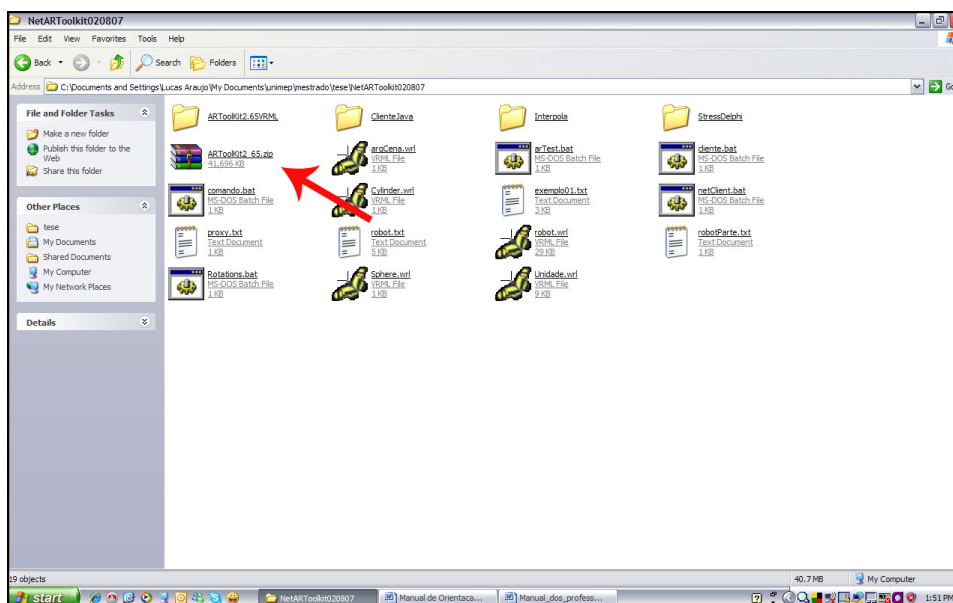 NetARToolkit020807
File Edit View Favorites Tools Help
Back Search Folders
Address C:\Documents and Settings\Lucas Araujo\My Documents\unimep\mestrado\tese\NetARToolkit020807 Go
File and Folder Tasks
Make a new folder
Publish this folder to the
Web
Share this folder
Other Places
tese
My Documents
Shared Documents
My Computer
My Network Places
Details
ARToolKit2.65VRML ClienteJava Interpola StressDelphi
ARToolKit2_65.zip
41,696 KB
arqCena.wrl
VRML File
1 KB
arTest.bat
MS-DOS Batch File
1 KB
cliente.bat
MS-DOS Batch File
1 KB
comando.bat
MS-DOS Batch File
1 KB
Cylinder.wrl
VRML File
1 KB
exemplo01.txt
Text Document
3 KB
netClient.bat
MS-DOS Batch File
1 KB
proxy.txt
Text Document
1 KB
robot.txt
Text Document
5 KB
robot.wrl
VRML File
29 KB
robotParte.txt
Text Document
1 KB
Rotations.bat
MS-DOS Batch File
1 KB
Sphere.wrl
VRML File
1 KB
Unidade.wrl
VRML File
9 KB
19 objects 40.7 MB My Computer
start NetARToolkit020807 Manual de Orientaca... Manual_dos_profess... 1:51 PM